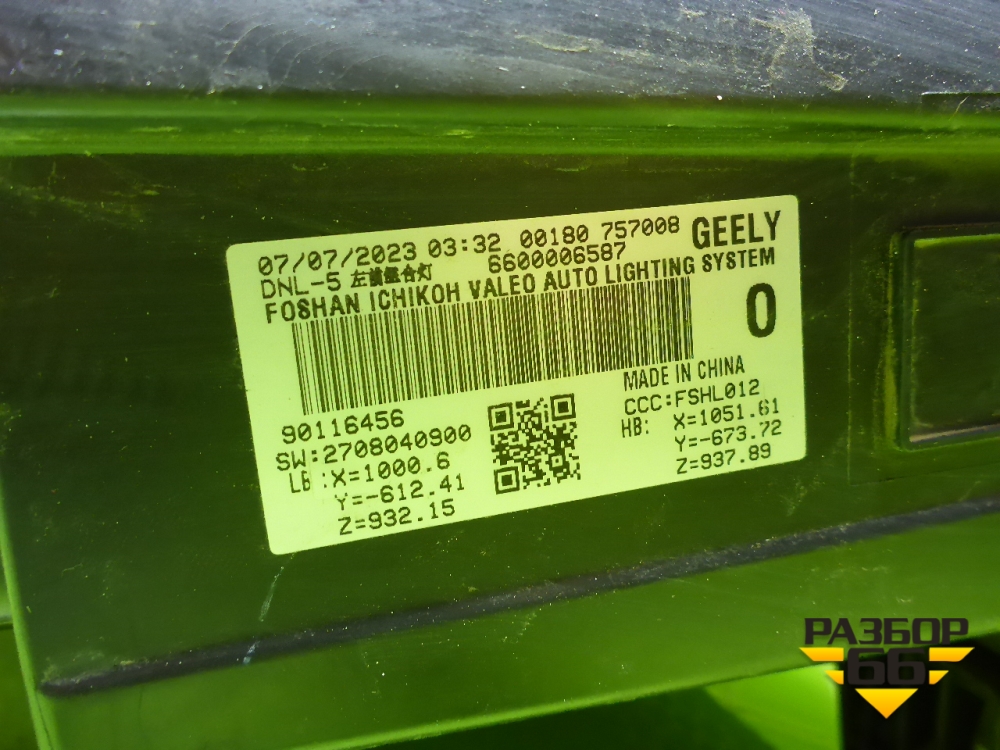 07/07/2023 03:32 00180 757008 GEELY
DNL-5 左前组合灯 6600006587
FOSHAN ICHIKOH VALEO AUTO LIGHTING SYSTEM
0
MADE IN CHINA
90116456
CCC:FSHL012
SW:2708040900
HB: X=1051.61
LB :X=1000.6
Y=-673.72
Y=-612.41
Z=937.89
Z=932.15
РАЗБОР
66